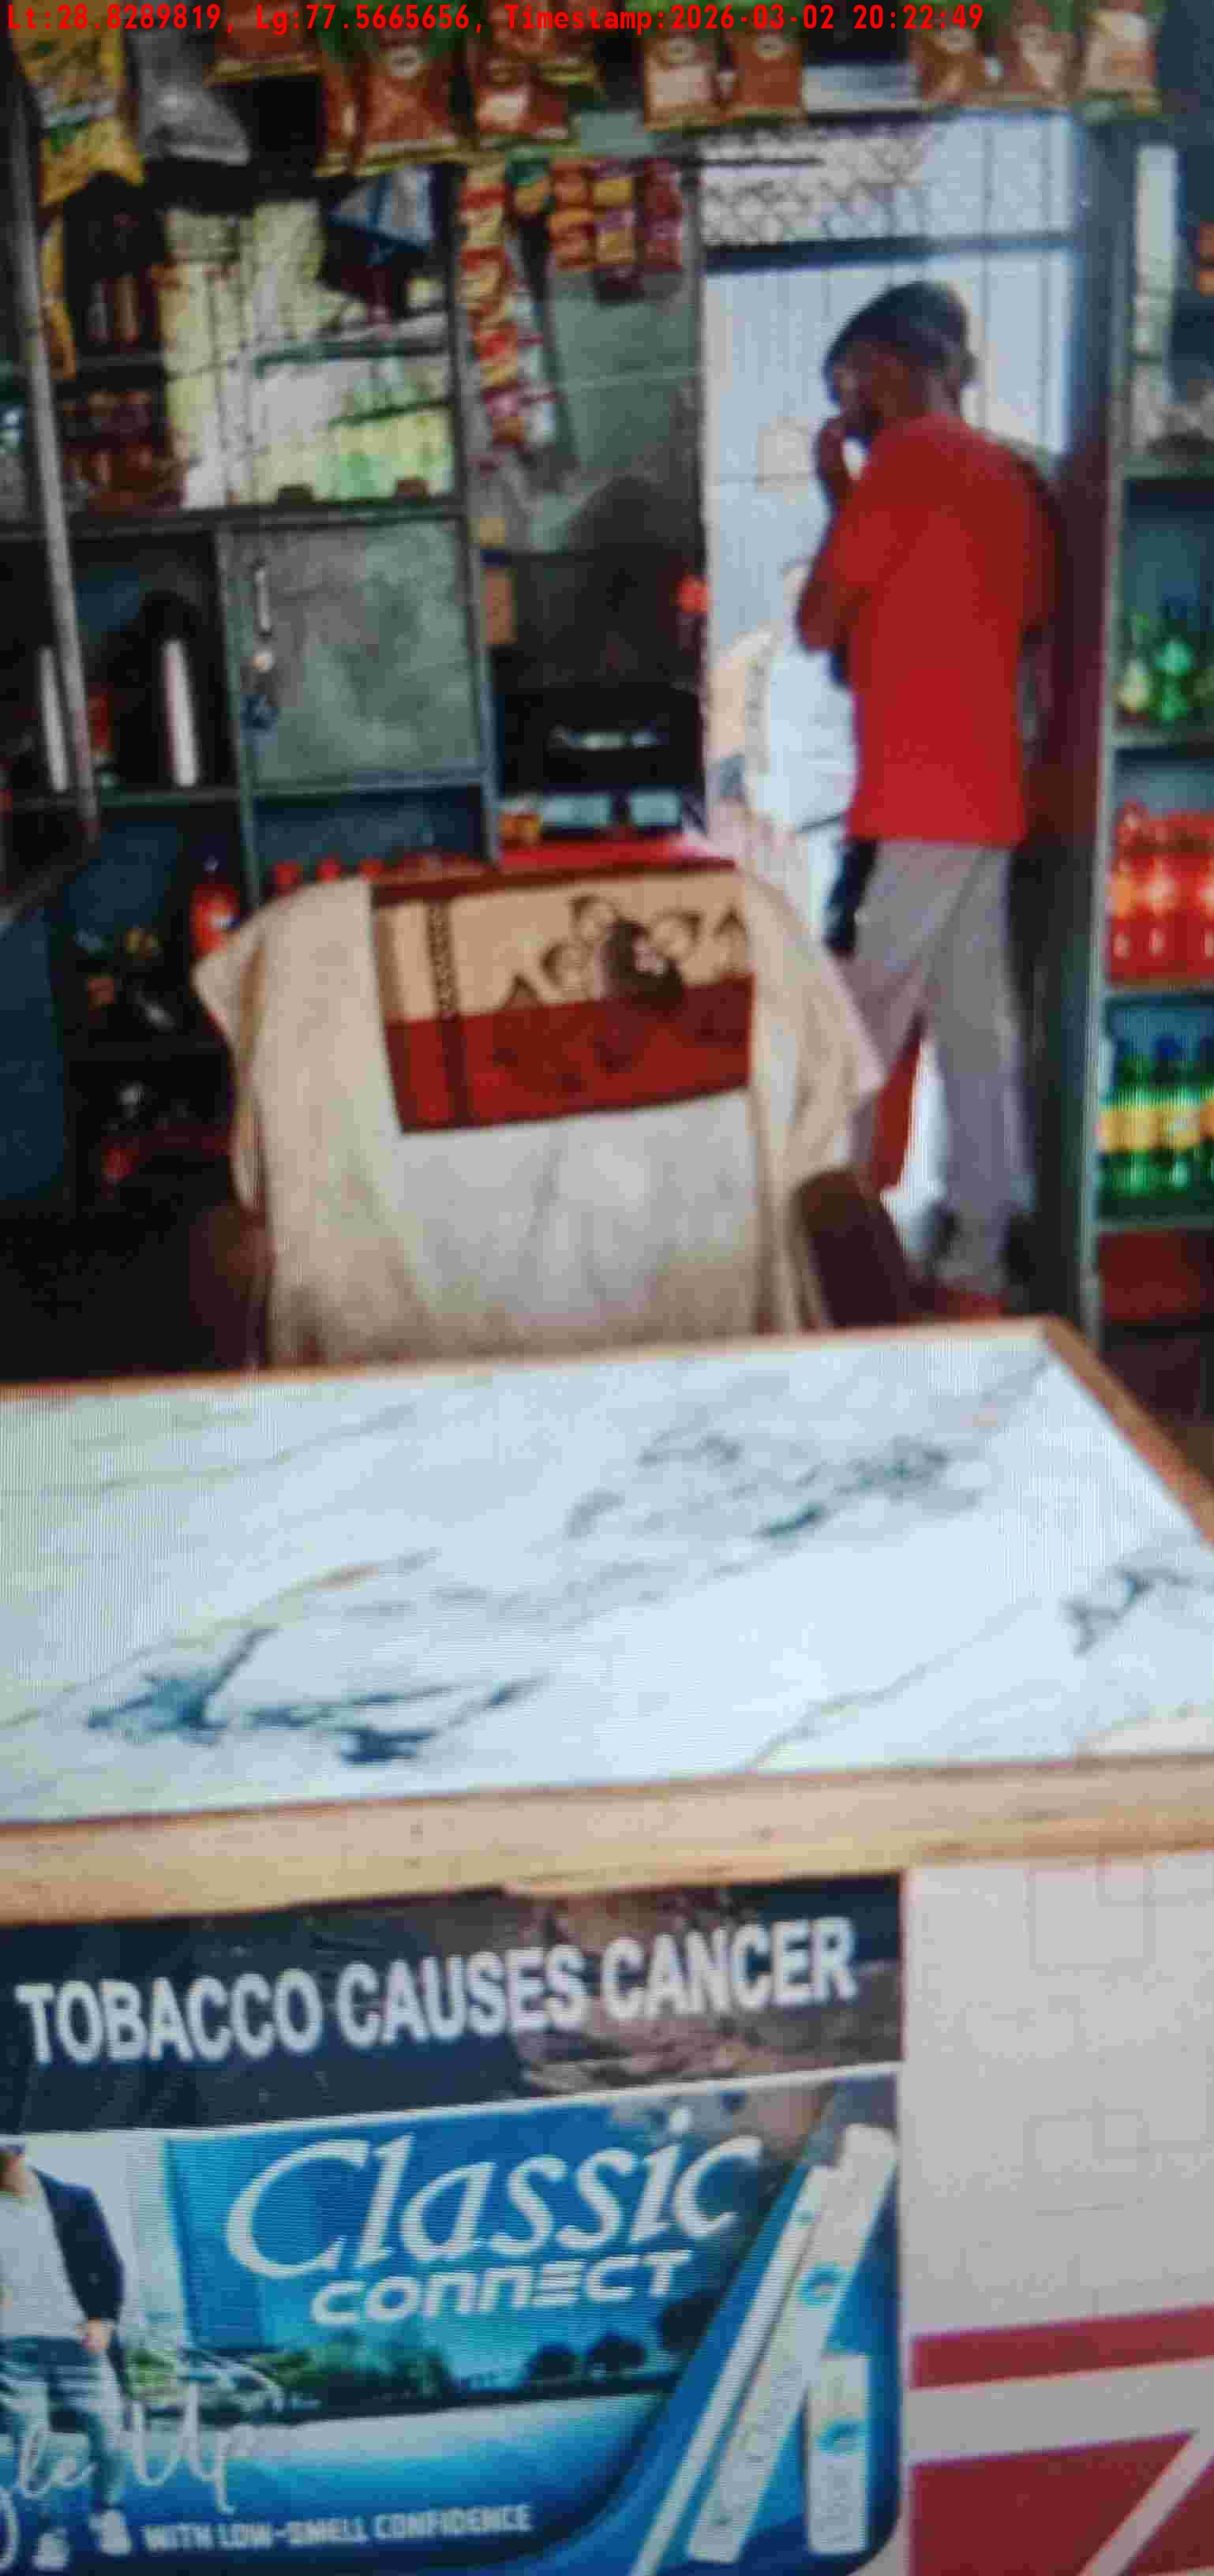 Lt:28.8289819, Lg:77.5665656, Timestamp:2026-03-02 20:22:49
TOBACCO CAUSES CANCER
Classic
CONNECT
Up
WITH LOW-SMELL CONFIDENCE